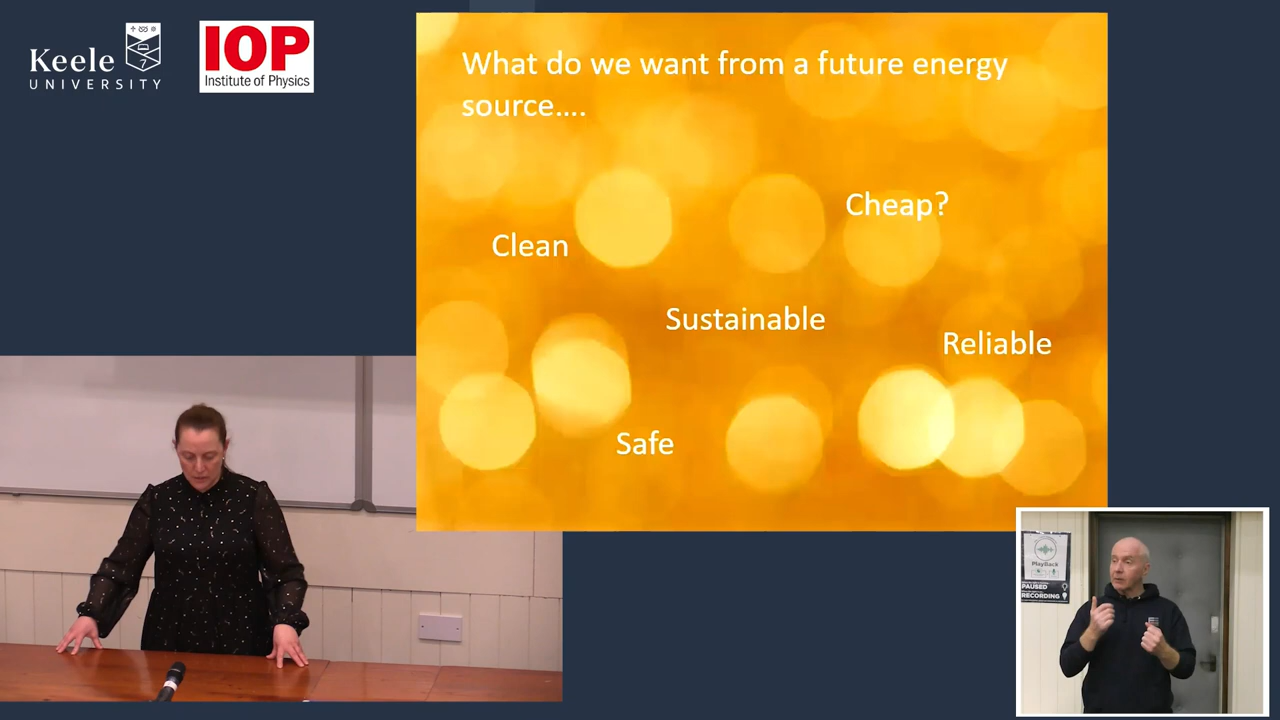 Keele
UNIVERSITY
IOP
Institute of Physics
What do we want from a future energy
source....
Cheap?
Clean
Sustainable
Reliable
Safe
PlayBack
PAUSED
RECORDING